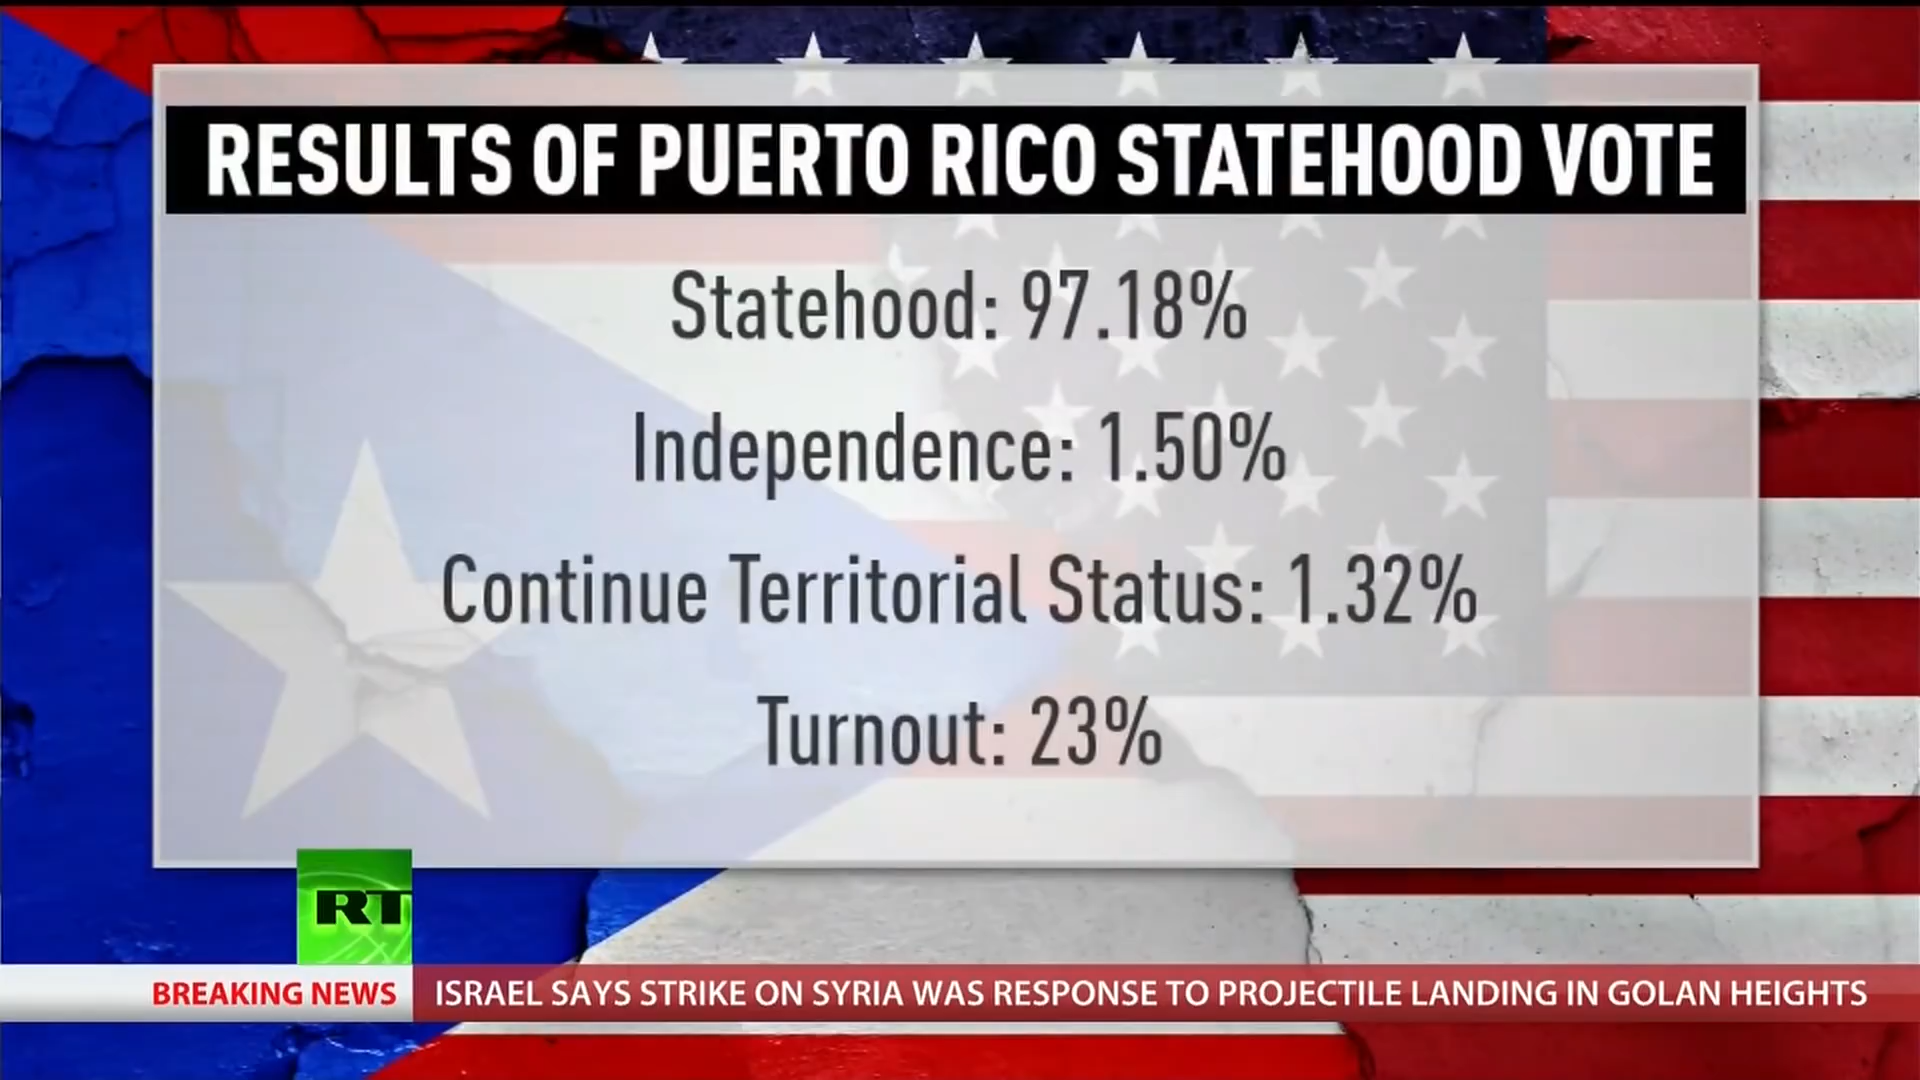 RESULTS OF PUERTO RICO STATEHOOD VOTE
Statehood: 97.18%
Independence: 1.50%
Continue Territorial Status: 1.32%
Turnout: 23%
RT
BREAKING NEWS
ISRAEL SAYS STRIKE ON SYRIA WAS RESPONSE TO PROJECTILE LANDING IN GOLAN HEIGHTS